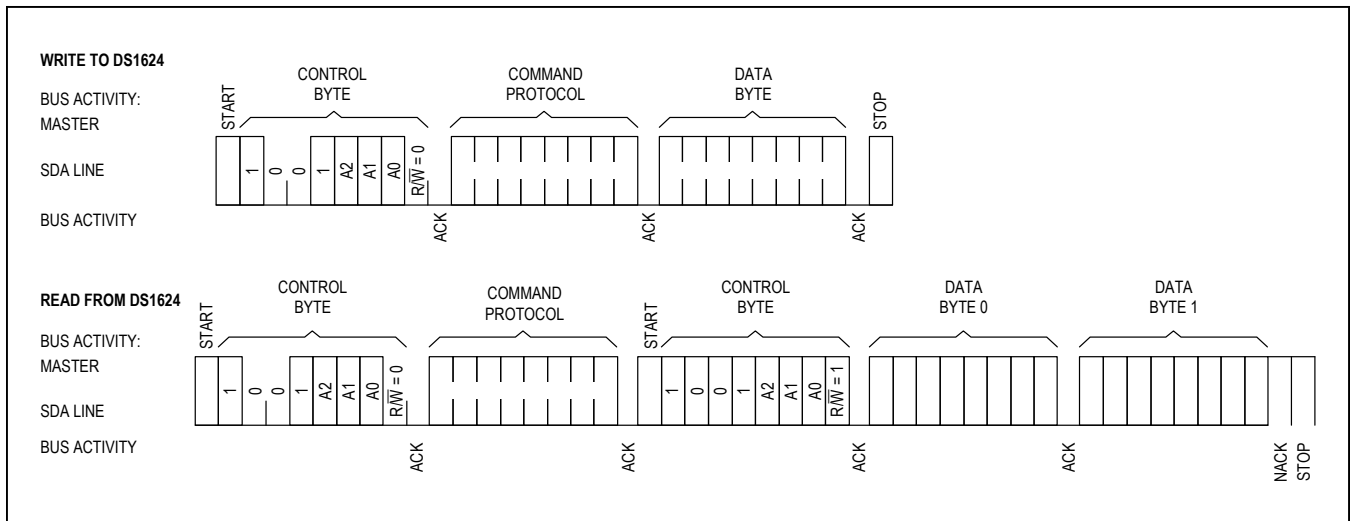 WRITE TO DS1624
BUS ACTIVITY:
MASTER
SDA LINE
BUS ACTIVITY
START
CONTROL
BYTE
COMMAND
PROTOCOL
DATA
BYTE
STOP
1 0 0 1 A2 A1 A0 R/W̅ = 0
ACK
ACK
ACK
READ FROM DS1624
BUS ACTIVITY:
MASTER
SDA LINE
BUS ACTIVITY
START
CONTROL
BYTE
COMMAND
PROTOCOL
START
CONTROL
BYTE
DATA
BYTE 0
DATA
BYTE 1
1 0 0 1 A2 A1 A0 R/W̅ = 0
1 0 0 1 A2 A1 A0 R/W̅ = 1
ACK
ACK
ACK
ACK
NACK
STOP